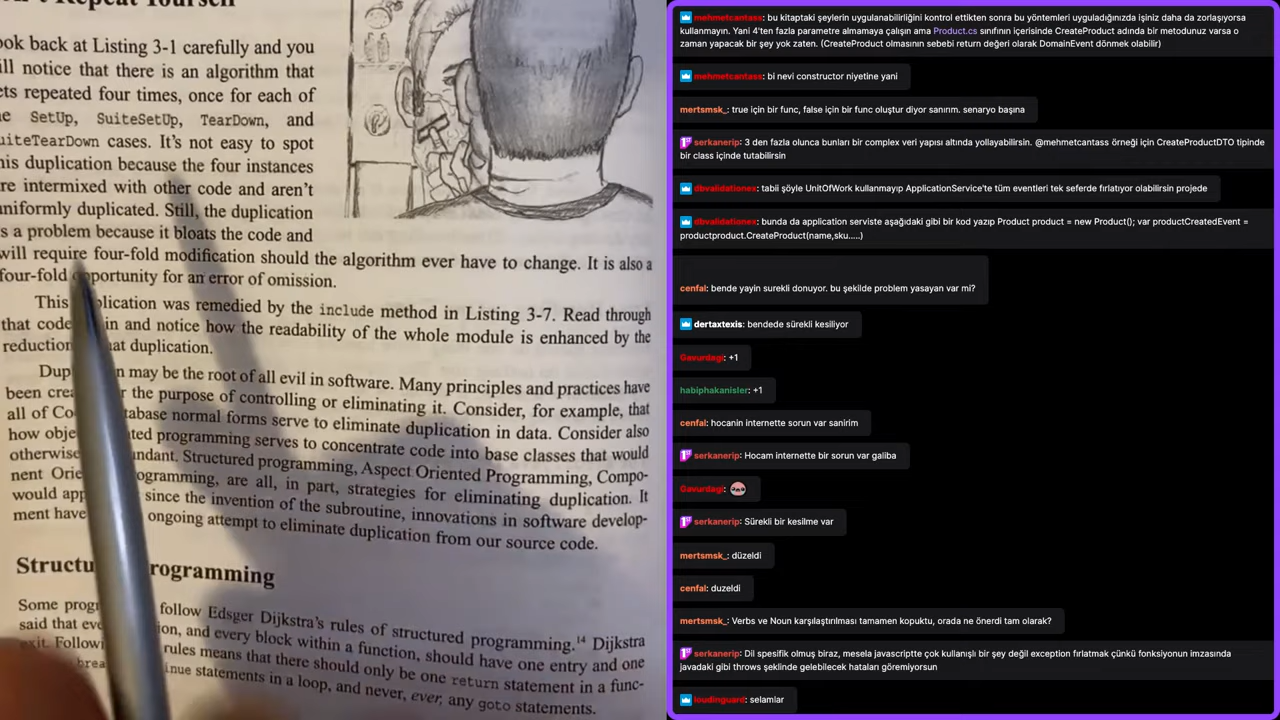 n't Repeat Yourself
ook back at Listing 3-1 carefully and you
ill notice that there is an algorithm that
ets repeated four times, once for each of
he SetUp, SuiteSetUp, TearDown, and
uiteTearDown cases. It's not easy to spot
his duplication because the four instances
re intermixed with other code and aren't
uniformly duplicated. Still, the duplication
is a problem because it bloats the code and
will require four-fold modification should the algorithm ever have to change. It is also a
four-fold opportunity for an error of omission.
This plication was remedied by the include method in Listing 3-7. Read through
that code in and notice how the readability of the whole module is enhanced by the
reduction hat duplication.
Dup n may be the root of all evil in software. Many principles and practices have
been crea r the purpose of controlling or eliminating it. Consider, for example, that
all of Co tabase normal forms serve to eliminate duplication in data. Consider also
how obje ted programming serves to concentrate code into base classes that would
otherwise ndant. Structured programming, Aspect Oriented Programming, Compo-
nent Orie ogramming, are all, in part, strategies for eliminating duplication. It
would app since the invention of the subroutine, innovations in software develop-
ment have ongoing attempt to eliminate duplication from our source code.
Structu rogramming
Some progr follow Edsger Dijkstra's rules of structured programming.14 Dijkstra
said that eve ion, and every block within a function, should have one entry and one
exit. Followi rules means that there should only be one return statement in a func-
brea nue statements in a loop, and never, ever, any goto statements.
mehmetcantass: bu kitaptaki şeylerin uygulanabilirliğini kontrol ettikten sonra bu yöntemleri uyguladığınızda işiniz daha da zorlaşıyorsa
kullanmayın. Yani 4'ten fazla parametre almamaya çalışın ama Product.cs sınıfının içerisinde CreateProduct adında bir metodunuz varsa o
zaman yapacak bir şey yok zaten. (CreateProduct olmasının sebebi return değeri olarak DomainEvent dönmek olabilir)
mehmetcantass: bi nevi constructor niyetine yani
mertsmsk_: true için bir func, false için bir func oluştur diyor sanırım. senaryo başına
serkanerip: 3 den fazla olunca bunları bir complex veri yapısı altında yollayabilirsin. @mehmetcantass örneği için CreateProductDTO tipinde
bir class içinde tutabilirsin
dbvalidationex: tabii şöyle UnitOfWork kullanmayıp ApplicationService'te tüm eventleri tek seferde fırlatıyor olabilirsin projede
dbvalidationex: bunda da application serviste aşağıdaki gibi bir kod yazıp Product product = new Product(); var productCreatedEvent =
productproduct.CreateProduct(name,sku.....)
cenfal: bende yayin surekli donuyor. bu şekilde problem yasayan var mi?
dertaxtexis: bendede sürekli kesiliyor
Gavurdagi: +1
habiphakanisler: +1
cenfal: hocanin internette sorun var sanirim
serkanerip: Hocam internette bir sorun var galiba
Gavurdagi:
serkanerip: Sürekli bir kesilme var
mertsmsk_: düzeldi
cenfal: duzeldi
mertsmsk_: Verbs ve Noun karşılaştırılması tamamen kopuktu, orada ne önerdi tam olarak?
serkanerip: Dil spesifik olmuş biraz, mesela javascriptte çok kullanışlı bir şey değil exception fırlatmak çünkü fonksiyonun imzasında
javadaki gibi throws şeklinde gelebilecek hataları göremiyorsun
loudinguard: selamlar